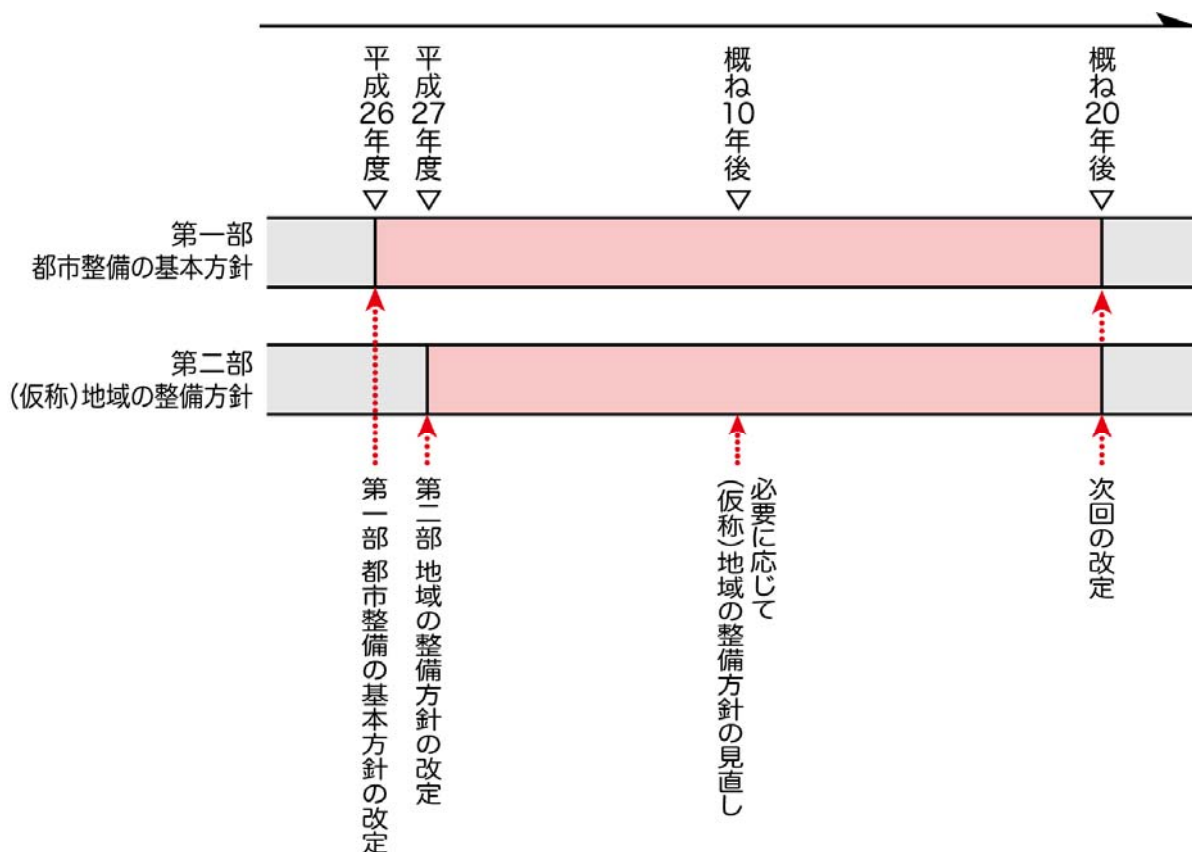 平成26年度
平成27年度
概ね10年後
概ね20年後
第一部
都市整備の基本方針
第二部
(仮称)地域の整備方針
第一部 都市整備の基本方針の改定
第二部 地域の整備方針の改定
必要に応じて
(仮称)地域の整備方針の見直し
次回の改定